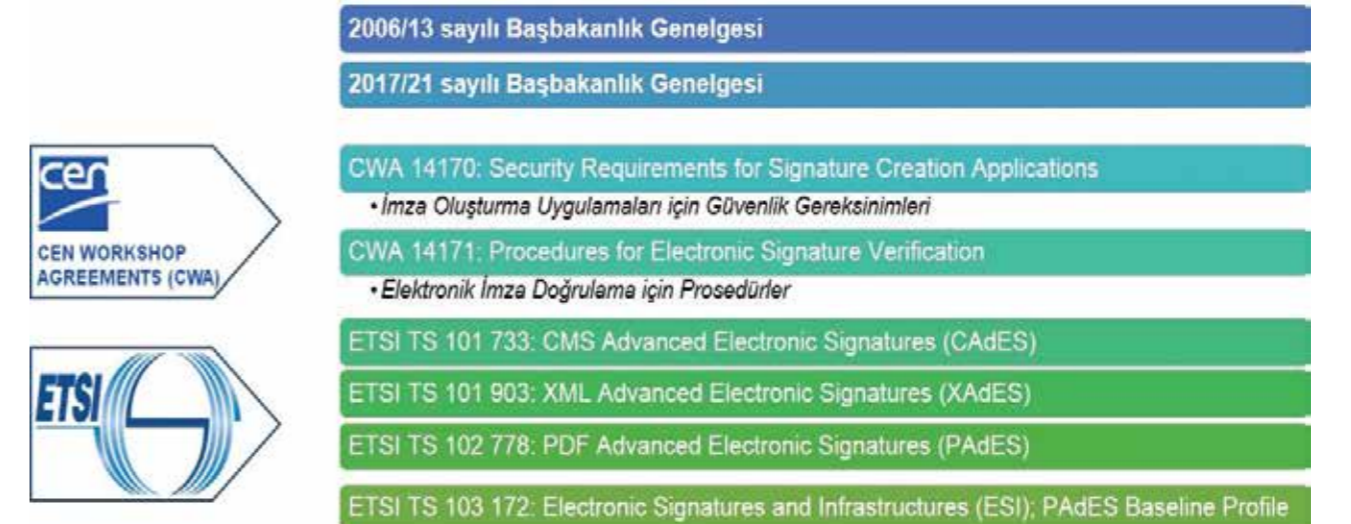 2006/13 sayılı Başbakanlık Genelgesi
2017/21 sayılı Başbakanlık Genelgesi
cen
CEN WORKSHOP
AGREEMENTS (CWA)
CWA 14170: Security Requirements for Signature Creation Applications
• İmza Oluşturma Uygulamaları için Güvenlik Gereksinimleri
CWA 14171: Procedures for Electronic Signature Verification
• Elektronik İmza Doğrulama için Prosedürler
ETSI
ETSI TS 101 733: CMS Advanced Electronic Signatures (CAdES)
ETSI TS 101 903: XML Advanced Electronic Signatures (XAdES)
ETSI TS 102 778: PDF Advanced Electronic Signatures (PAdES)
ETSI TS 103 172: Electronic Signatures and Infrastructures (ESI); PAdES Baseline Profile